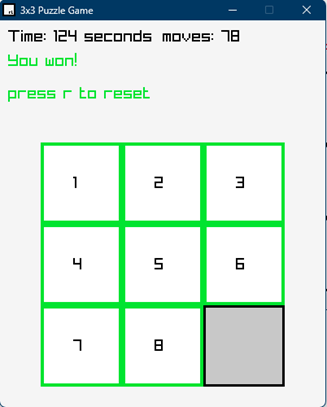 3x3 Puzzle Game
Time: 124 seconds moves: 78
You won!
press r to reset
1 2 3
4 5 6
7 8